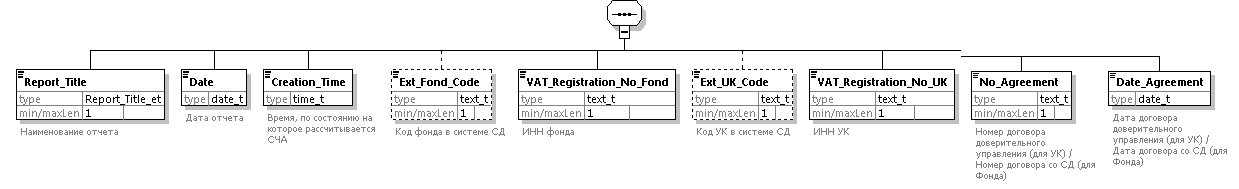 Report_Title
type Report_Title_et
min/maxLen 1
Наименование отчета
Date
type date_t
Дата отчета
Creation_Time
type time_t
Время, по состоянию на
которое рассчитывается
СЧА
Ext_Fond_Code
type text_t
min/maxLen 1
Код фонда в системе СД
VAT_Registration_No_Fond
type text_t
min/maxLen 1
ИНН фонда
Ext_UK_Code
type text_t
min/maxLen 1
Код УК в системе СД
VAT_Registration_No_UK
type text_t
min/maxLen 1
ИНН УК
No_Agreement
type text_t
min/maxLen 1
Номер договора
доверительного
управления (для УК) /
Номер договора со СД (для
Фонда)
Date_Agreement
type date_t
Дата договора
доверительного
управления (для УК) /
Дата договора со СД (для
Фонда)